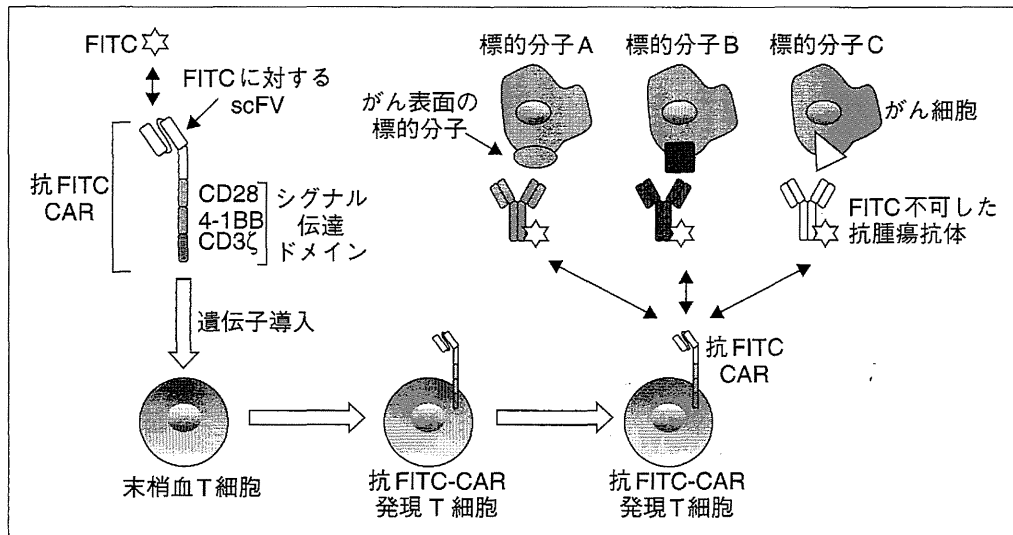 FITC
FITCに対する
scFV
抗FITC
CAR
CD28
4-1BB
CD3ζ
シグナル
伝達
ドメイン
遺伝子導入
末梢血T細胞
抗FITC-CAR
発現T細胞
標的分子A
標的分子B
標的分子C
がん表面の
標的分子
がん細胞
FITC不可した
抗腫瘍抗体
抗FITC
CAR
抗FITC-CAR
発現T細胞